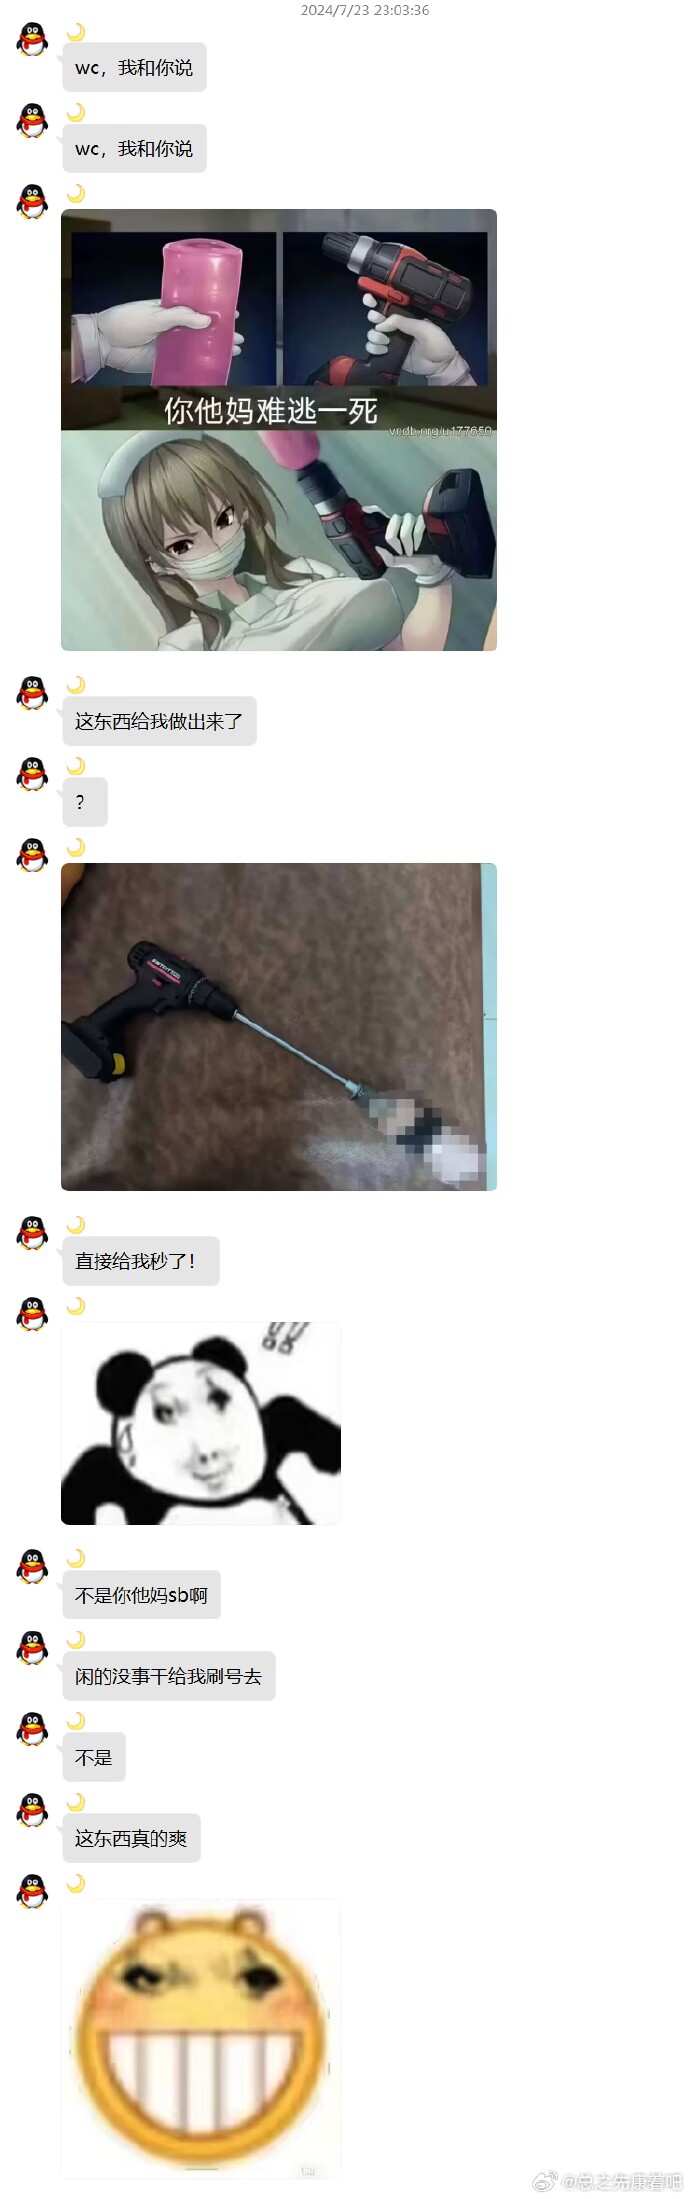 2024/7/23 23:03:36
wc，我和你说
wc，我和你说
你他妈难逃一死
vndb.org/u177650
这东西给我做出来了
？
直接给我秒了！
!!
不是你他妈sb啊
闲的没事干给我刷号去
不是
这东西真的爽
@总之先康着吧